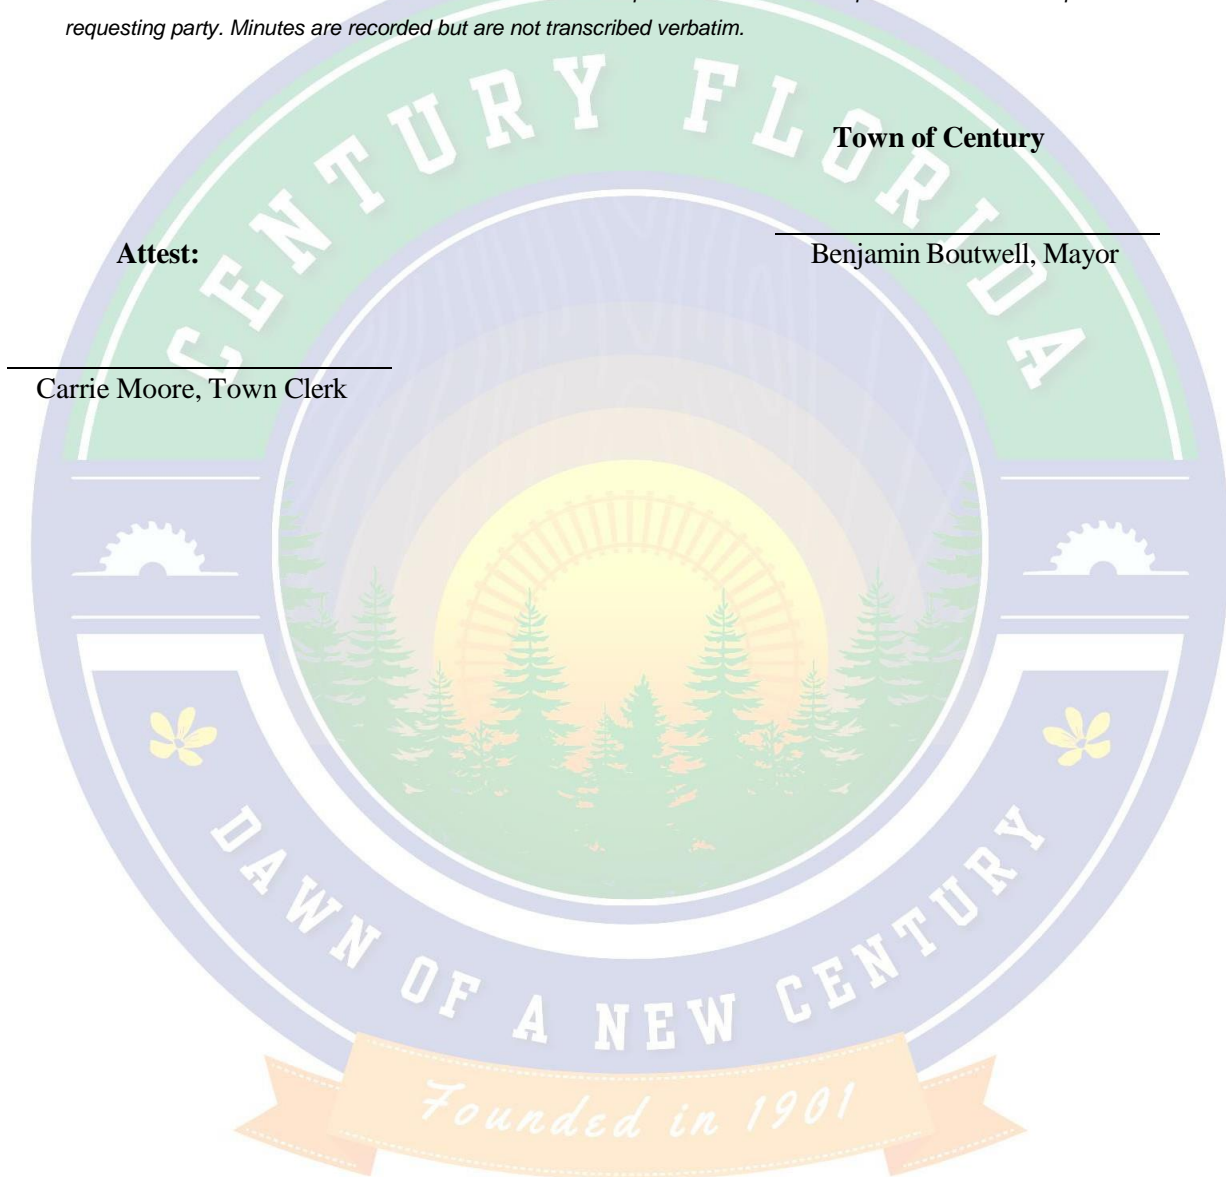 requesting party. Minutes are recorded but are not transcribed verbatim.
CENTURY FLORIDA
Town of Century
Attest:
Benjamin Boutwell, Mayor
Carrie Moore, Town Clerk
DAWN OF A NEW CENTURY
Founded in 1901